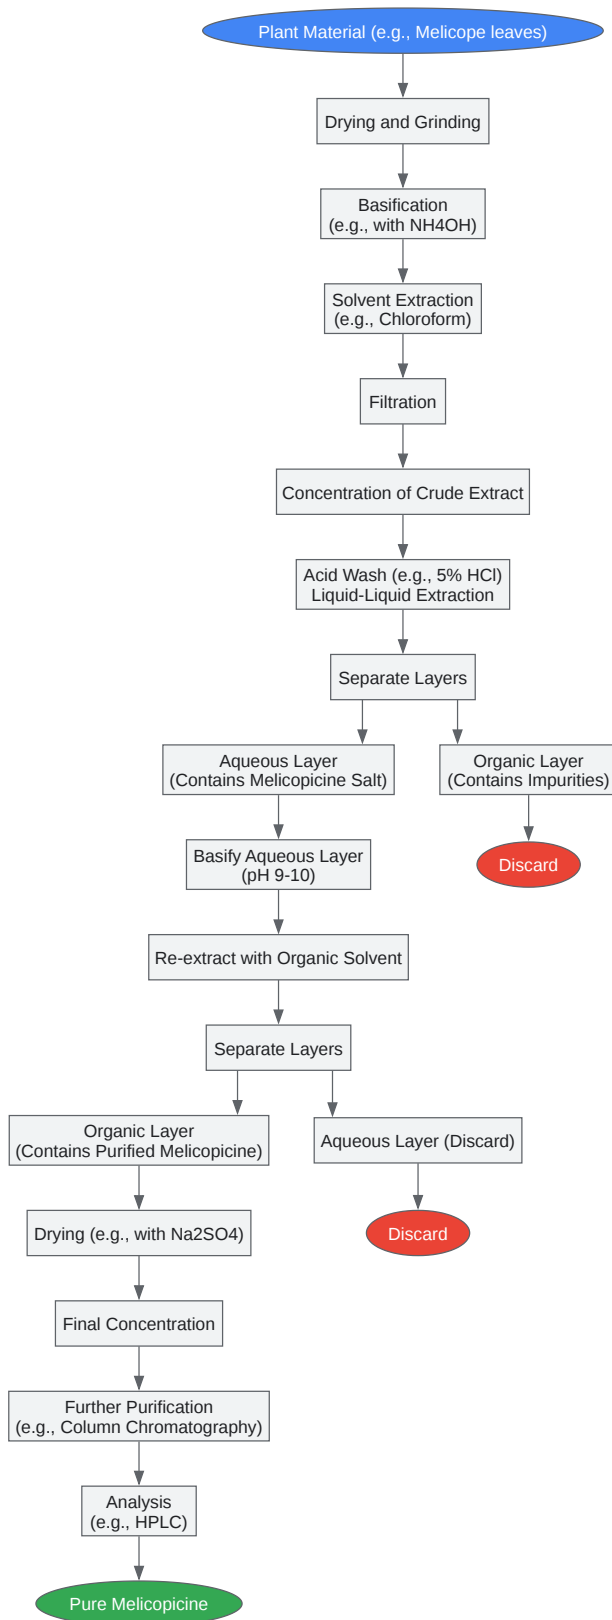 Plant Material (e.g., Melicope leaves)
Drying and Grinding
Basification
(e.g., with NH4OH)
Solvent Extraction
(e.g., Chloroform)
Filtration
Concentration of Crude Extract
Acid Wash (e.g., 5% HCl)
Liquid-Liquid Extraction
Separate Layers
Aqueous Layer
(Contains Melicopicine Salt)
Organic Layer
(Contains Impurities)
Basify Aqueous Layer
(pH 9-10)
Discard
Re-extract with Organic Solvent
Separate Layers
Organic Layer
(Contains Purified Melicopicine)
Aqueous Layer (Discard)
Drying (e.g., with Na2SO4)
Discard
Final Concentration
Further Purification
(e.g., Column Chromatography)
Analysis
(e.g., HPLC)
Pure Melicopicine